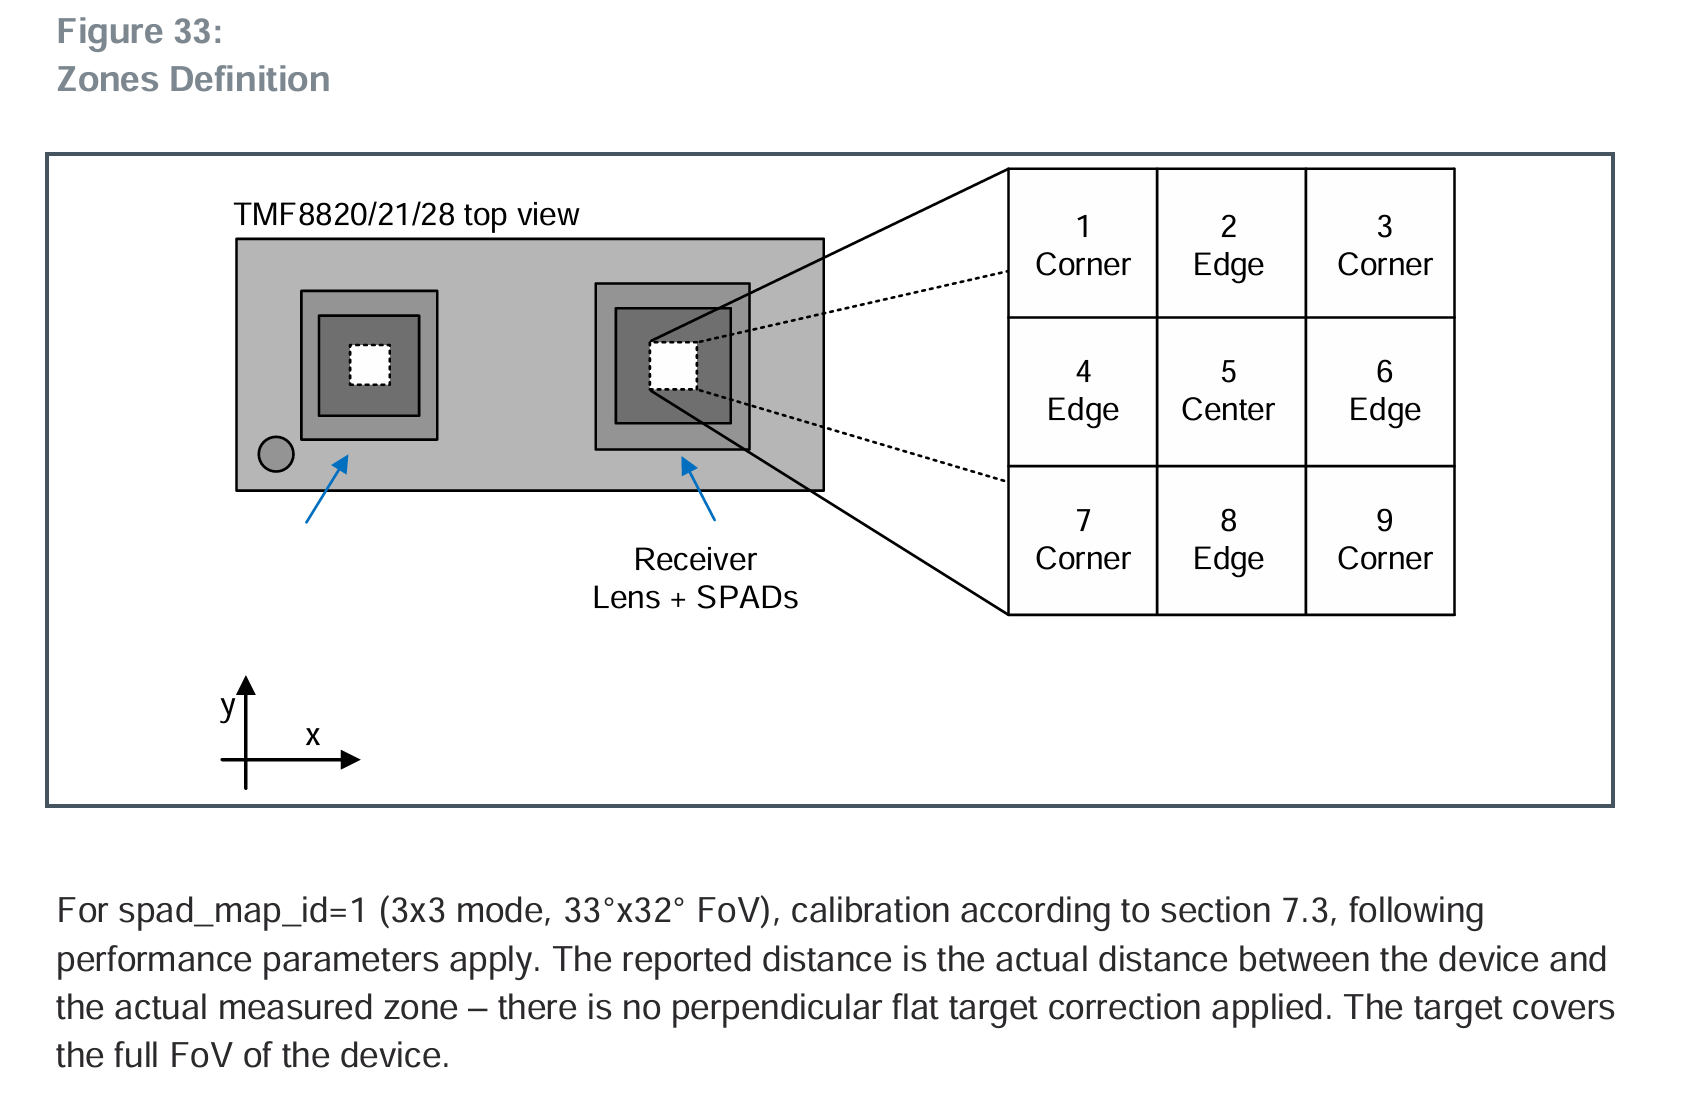 Figure 33:
Zones Definition
TMF8820/21/28 top view
1
Corner
2
Edge
3
Corner
4
Edge
5
Center
6
Edge
7
Corner
8
Edge
9
Corner
Receiver
Lens + SPADs
y
x
For spad_map_id=1 (3x3 mode, 33°x32° FoV), calibration according to section 7.3, following
performance parameters apply. The reported distance is the actual distance between the device and
the actual measured zone – there is no perpendicular flat target correction applied. The target covers
the full FoV of the device.